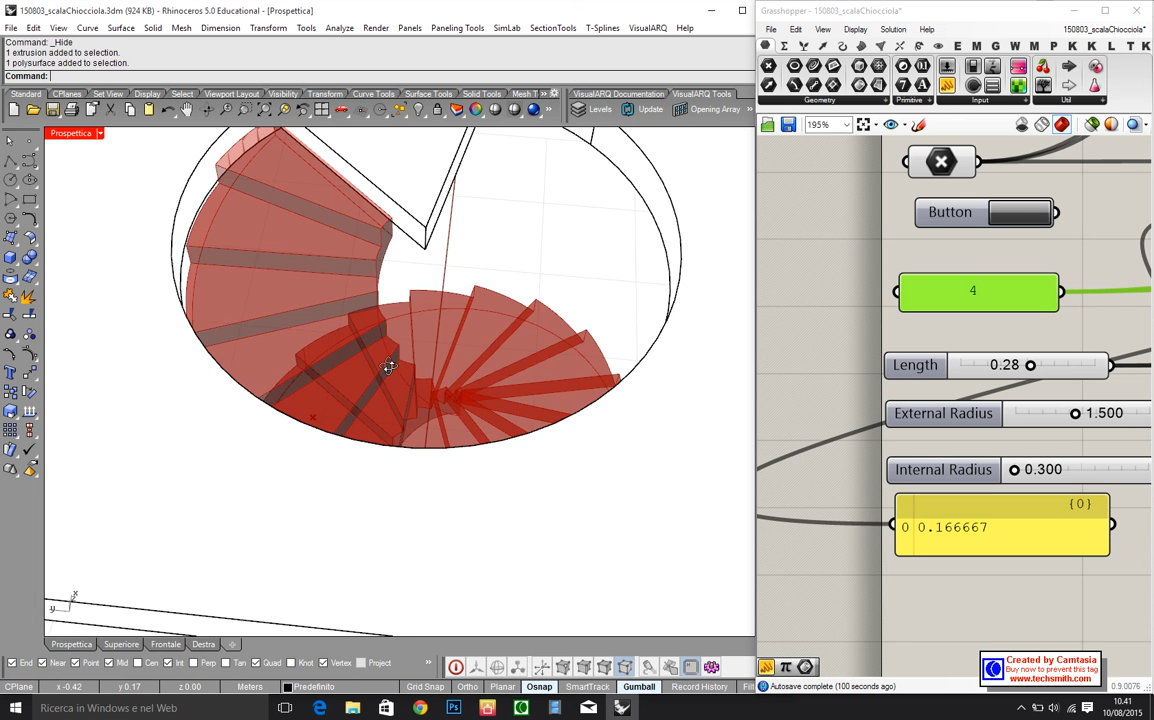 150803_scalaChiocciola.3dm (924 KB) - Rhinoceros 5.0 Educational - [Prospettica]
File Edit View Curve Surface Solid Mesh Dimension Transform Tools Analyze Render Panels Paneling Tools SectionTools T-Splines SimLab VisualARQ Help
Command: _Hide
1 extrusion added to selection.
1 polysurface added to selection.
Command:
Standard CPlanes Set View Display Select Viewport Layout Visibility Transform Curve Tools Surface Tools Solid Tools Mesh T VisualARQ Documentation VisualARQ Tools
Levels Update Opening Array
Prospettica
z x y
Prospettica Superiore Frontale Destra
End Near Point Mid Cen Int Perp Tan Quad Knot Vertex Project
CPlane x -0.42 y 0.17 z 0.00 Meters Predefinito Grid Snap Ortho Planar Osnap SmartTrack Gumball Record History Filt
Grasshopper - 150803_scalaChiocciola*
File Edit View Display Solution Help 150803_scalaChiocciola*
E M G W M P K K L T K
Geometry Primitive Input Util
195%
Button
4
Length 0.28
External Radius 1.500
Internal Radius 0.300
{0}
0 0.166667
Created by Camtasia
Buy now to prevent this tag
www.techsmith.com
Autosave complete (100 seconds ago) 0.9.0076
Ricerca in Windows e nel Web
10.41
10/08/2015